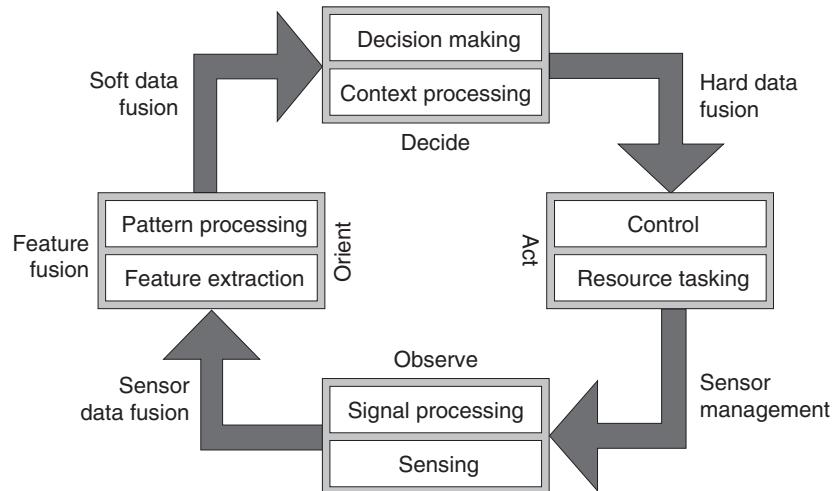 Decision making
Context processing
Decide
Soft data
fusion
Hard data
fusion
Feature
fusion
Pattern processing
Feature extraction
Orient
Act
Control
Resource tasking
Observe
Sensor
data fusion
Signal processing
Sensing
Sensor
management